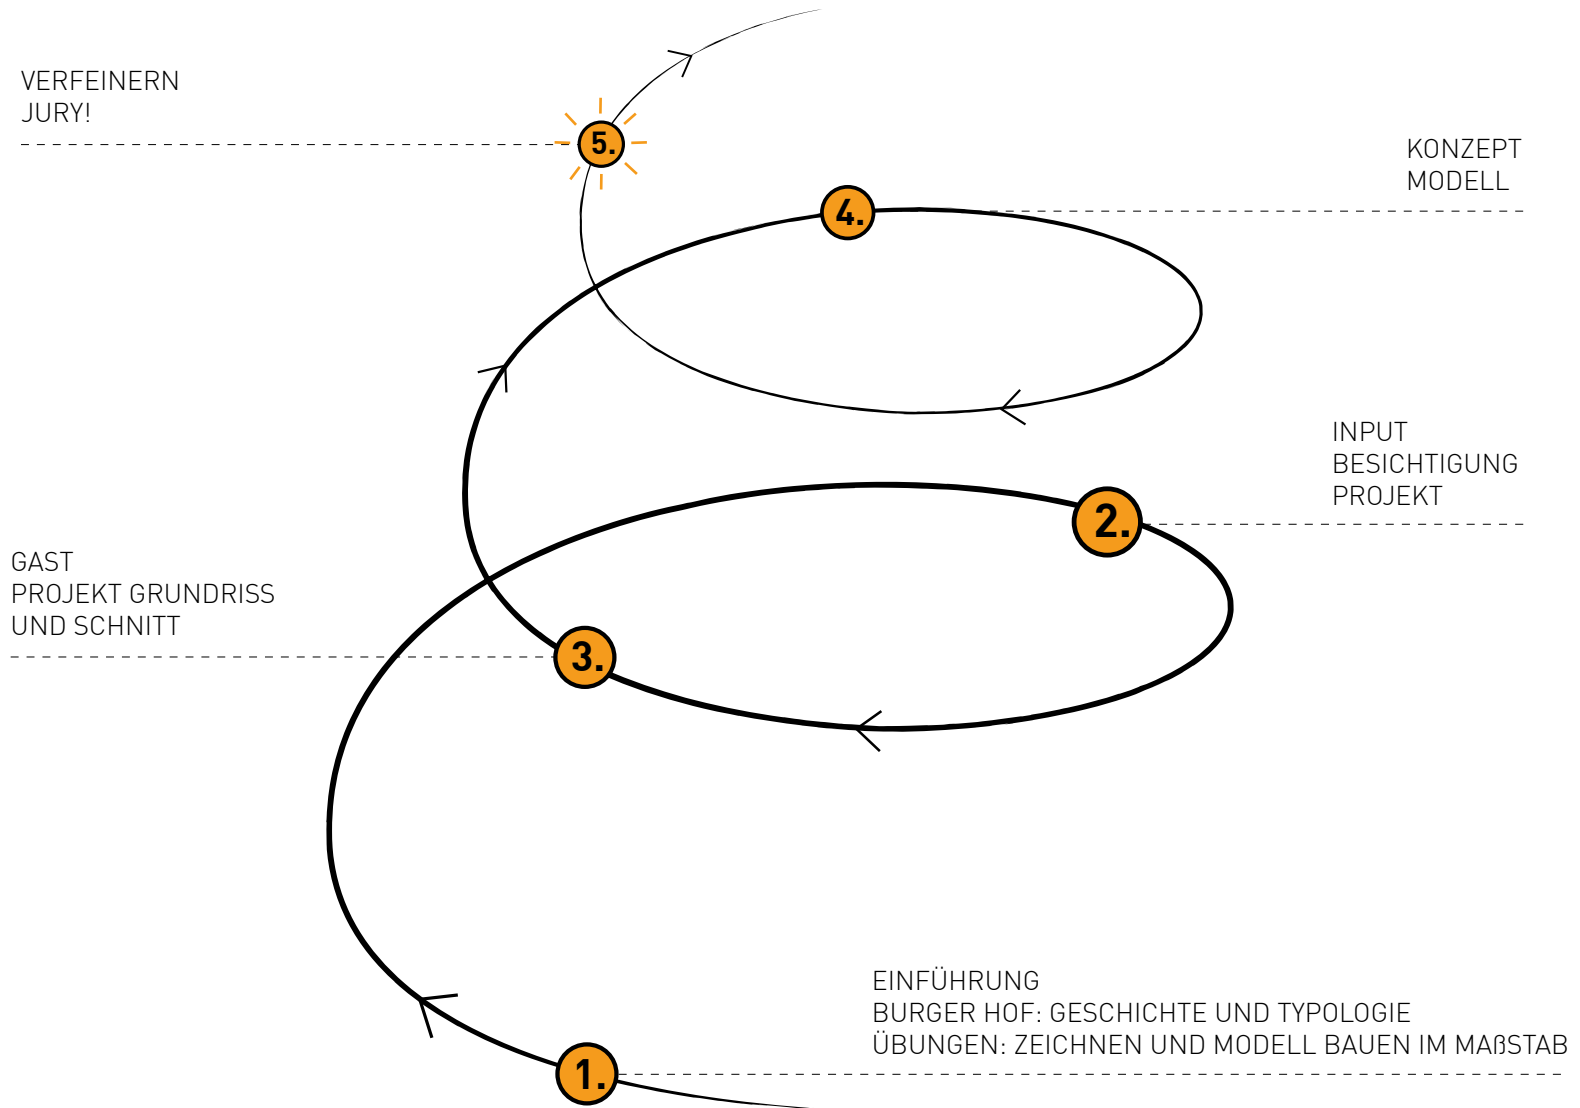 VERFEINERN
JURY!
5.
KONZEPT
MODELL
4.
INPUT
BESICHTIGUNG
PROJEKT
2.
GAST
PROJEKT GRUNDRISS
UND SCHNITT
3.
EINFÜHRUNG
BURGER HOF: GESCHICHTE UND TYPOLOGIE
ÜBUNGEN: ZEICHNEN UND MODELL BAUEN IM MAßSTAB
1.